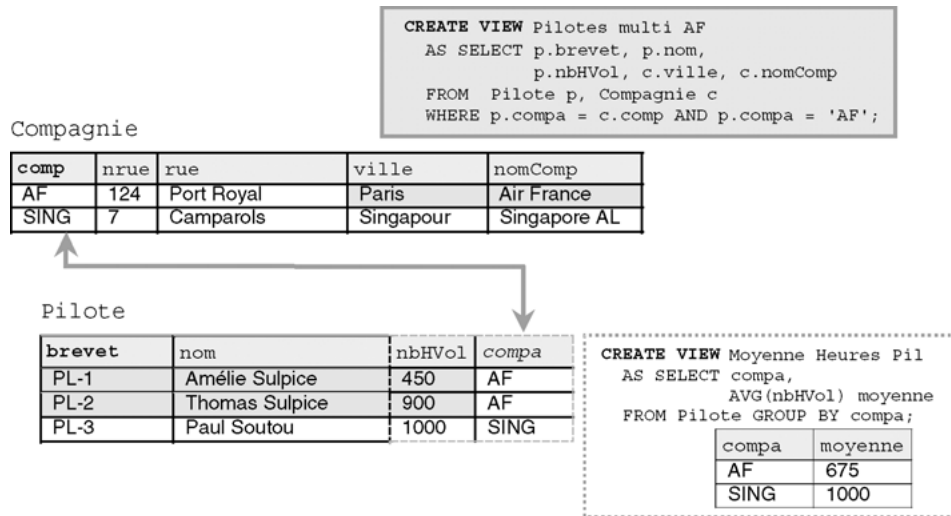 CREATE VIEW Pilotes multi AF
AS SELECT p.brevet, p.nom,
p.nbHVol, c.ville, c.nomComp
FROM Pilote p, Compagnie c
WHERE p.compa = c.comp AND p.compa = 'AF';
Compagnie
comp nrue rue ville nomComp
AF 124 Port Royal Paris Air France
SING 7 Camparols Singapour Singapore AL
Pilote
brevet nom nbHVol compa
PL-1 Amélie Sulpice 450 AF
PL-2 Thomas Sulpice 900 AF
PL-3 Paul Soutou 1000 SING
CREATE VIEW Moyenne Heures Pil
AS SELECT compa,
AVG(nbHVol) moyenne
FROM Pilote GROUP BY compa;
compa moyenne
AF 675
SING 1000